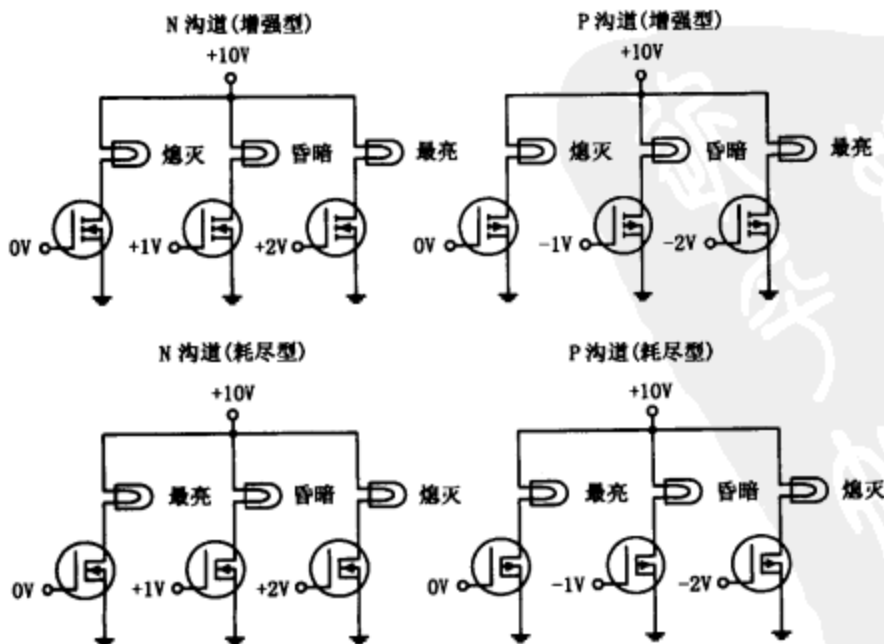 N 沟道(增强型)
+10V
熄灭
昏暗
最亮
0V
+1V
+2V
P 沟道(增强型)
+10V
熄灭
昏暗
最亮
0V
-1V
-2V
N 沟道(耗尽型)
+10V
最亮
昏暗
熄灭
0V
+1V
+2V
P 沟道(耗尽型)
+10V
最亮
昏暗
熄灭
0V
-1V
-2V